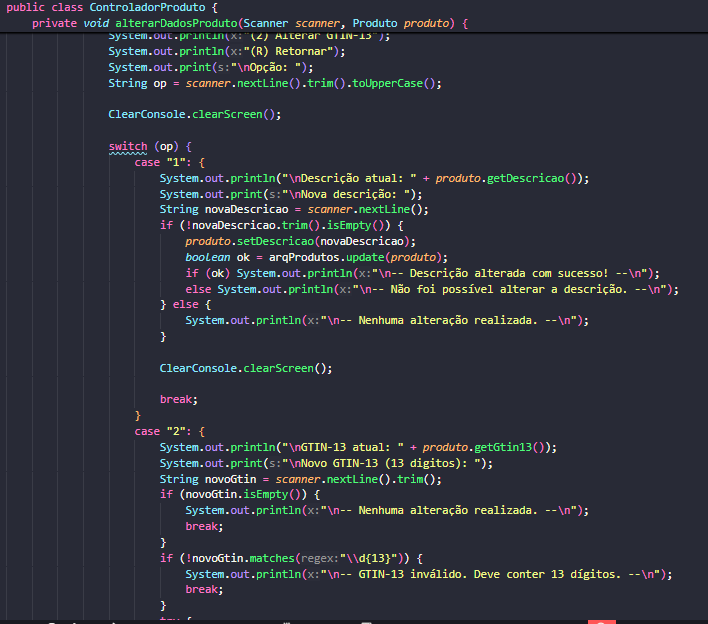 public class ControladorProduto {
private void alterarDadosProduto(Scanner scanner, Produto produto) {
System.out.println(x:"(2) Alterar GTIN-13");
System.out.println(x:"(R) Retornar");
System.out.print(s:"\nOpção: ");
String op = scanner.nextLine().trim().toUpperCase();
ClearConsole.clearScreen();
switch (op) {
case "1": {
System.out.println("\nDescrição atual: " + produto.getDescricao());
System.out.print(s:"\nNova descrição: ");
String novaDescricao = scanner.nextLine();
if (!novaDescricao.trim().isEmpty()) {
produto.setDescricao(novaDescricao);
boolean ok = arqProdutos.update(produto);
if (ok) System.out.println(x:"\n-- Descrição alterada com sucesso! --\n");
else System.out.println(x:"\n-- Não foi possível alterar a descrição. --\n");
} else {
System.out.println(x:"\n-- Nenhuma alteração realizada. --\n");
}
ClearConsole.clearScreen();
break;
}
case "2": {
System.out.println("\nGTIN-13 atual: " + produto.getGtin13());
System.out.print(s:"\nNovo GTIN-13 (13 digitos): ");
String novoGtin = scanner.nextLine().trim();
if (novoGtin.isEmpty()) {
System.out.println(x:"\n-- Nenhuma alteração realizada. --\n");
break;
}
if (!novoGtin.matches(regex:"\\d{13}")) {
System.out.println(x:"\n-- GTIN-13 inválido. Deve conter 13 dígitos. --\n");
break;
}
try {